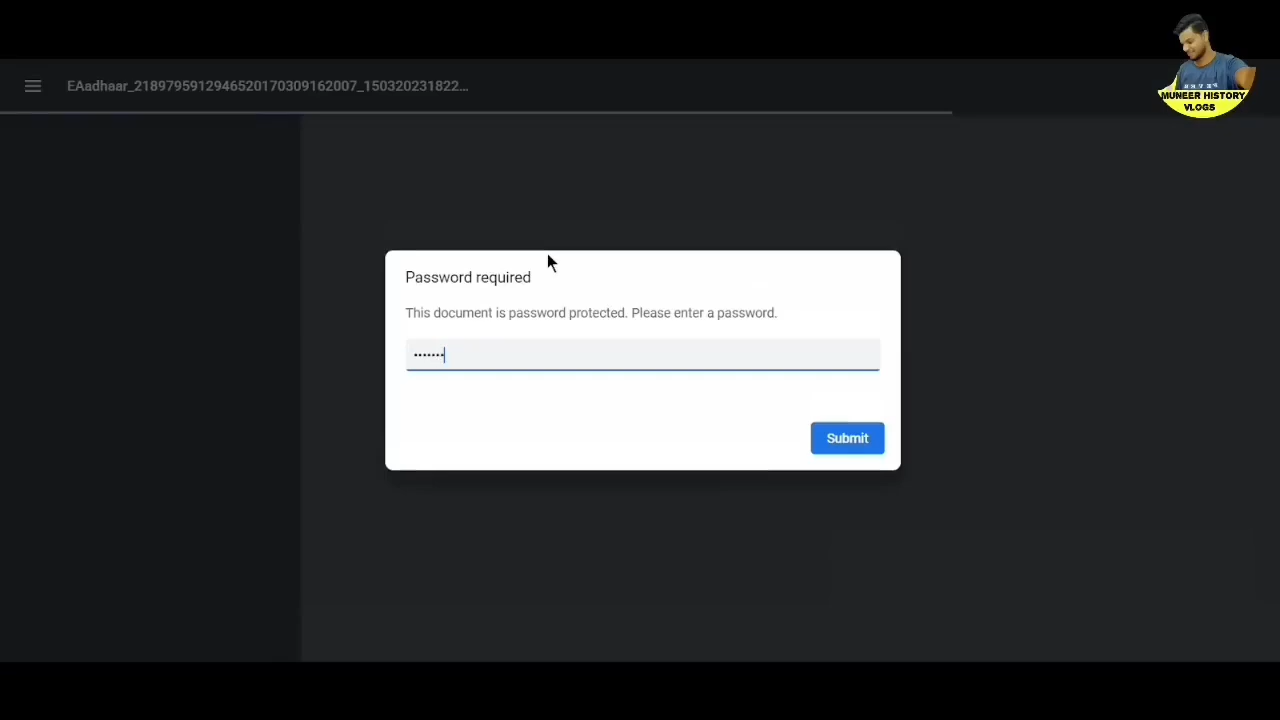 EAadhaar_2189795912946520170309162007_150320231822...
MUNEER HISTORY
VLOGS
Password required
This document is password protected. Please enter a password.
•••••••
Submit